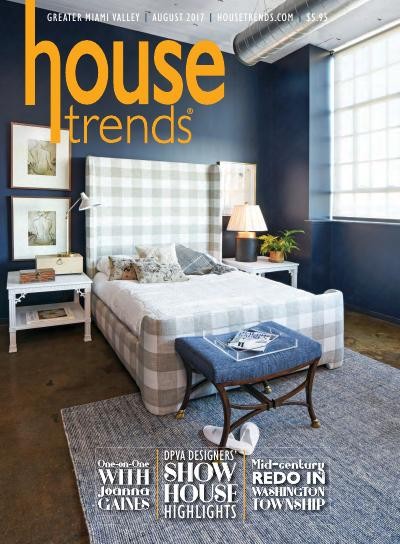 GREATER MIAMI VALLEY | AUGUST 2017 | HOUSETRENDS.COM | $5.95
house
trends®
One-on-One
WITH
Joanna
GAINES
DPVA DESIGNERS'
SHOW
HOUSE
HIGHLIGHTS
Mid-century
REDO IN
WASHINGTON
TOWNSHIP